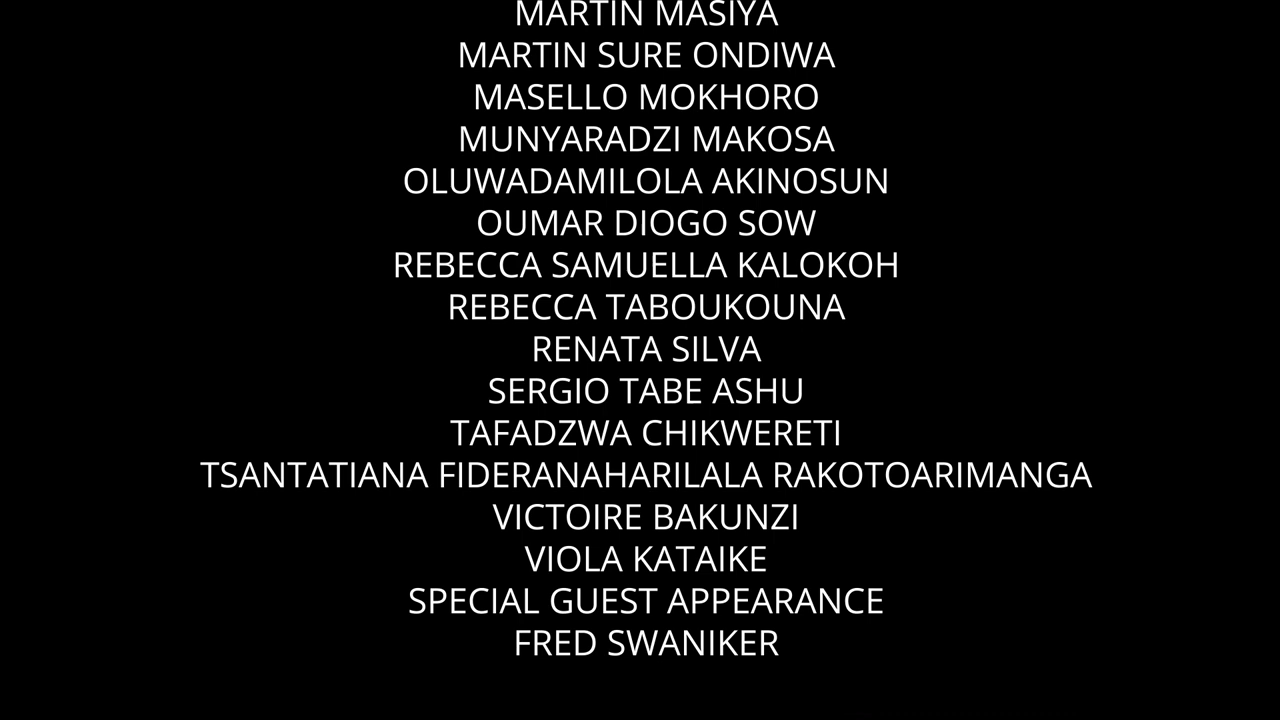 MARTIN MASIYA
MARTIN SURE ONDIWA
MASELLO MOKHORO
MUNYARADZI MAKOSA
OLUWADAMILOLA AKINOSUN
OUMAR DIOGO SOW
REBECCA SAMUELLA KALOKOH
REBECCA TABOUKOUNA
RENATA SILVA
SERGIO TABE ASHU
TAFADZWA CHIKWERETI
TSANTATIANA FIDERANAHARILALA RAKOTOARIMANGA
VICTOIRE BAKUNZI
VIOLA KATAIKE
SPECIAL GUEST APPEARANCE
FRED SWANIKER